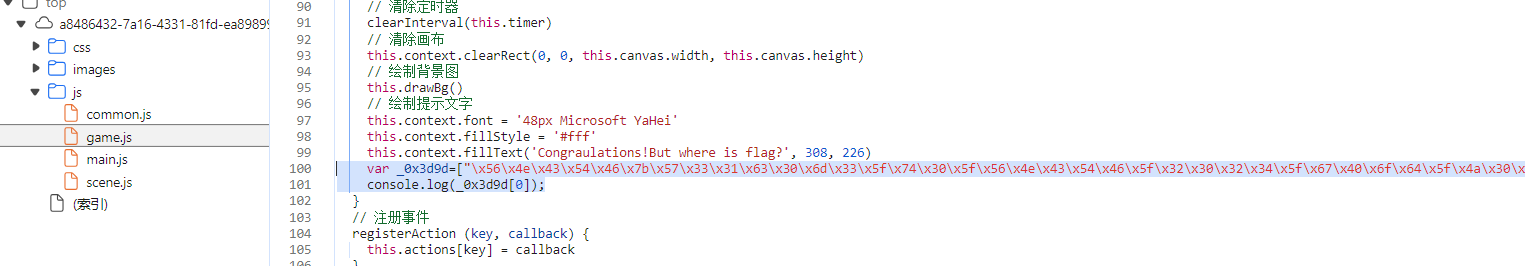 top
a8486432-7a16-4331-81fd-ea8989
css
images
js
common.js
game.js
main.js
scene.js
(索引)
90 // 清除定时器
91 clearInterval(this.timer)
92 // 清除画布
93 this.context.clearRect(0, 0, this.canvas.width, this.canvas.height)
94 // 绘制背景图
95 this.drawBg()
96 // 绘制提示文字
97 this.context.font = '48px Microsoft YaHei'
98 this.context.fillStyle = '#fff'
99 this.context.fillText('Congraulations!But where is flag?', 308, 226)
100 var _0x3d9d=["\x56\x4e\x43\x54\x46\x7b\x57\x33\x31\x63\x30\x6d\x33\x5f\x74\x30\x5f\x56\x4e\x43\x54\x46\x5f\x32\x30\x32\x34\x5f\x67\x40\x6f\x64\x5f\x4a\x30\x
101 console.log(_0x3d9d[0]);
102 }
103 // 注册事件
104 registerAction (key, callback) {
105 this.actions[key] = callback